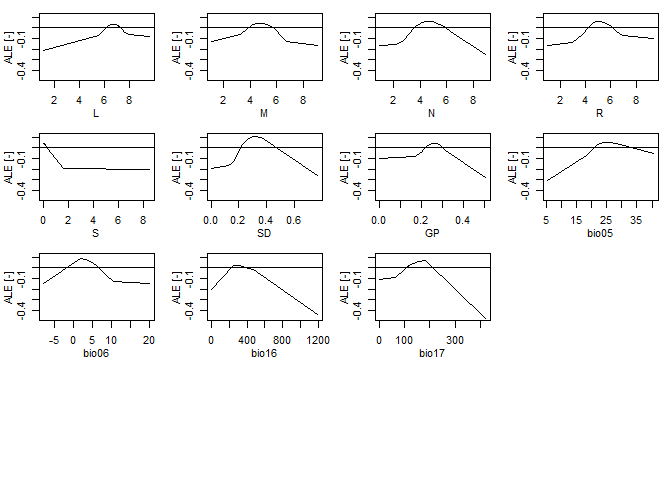 ALE [-]
-0.4 -0.1
2 4 6 8
L
ALE [-]
-0.4 -0.1
2 4 6 8
M
ALE [-]
-0.4 -0.1
2 4 6 8
N
ALE [-]
-0.4 -0.1
2 4 6 8
R
ALE [-]
-0.4 -0.1
0 2 4 6 8
S
ALE [-]
-0.4 -0.1
0.0 0.2 0.4 0.6
SD
ALE [-]
-0.4 -0.1
0.0 0.2 0.4
GP
ALE [-]
-0.4 -0.1
5 15 25 35
bio05
ALE [-]
-0.4 -0.1
-5 0 5 10 20
bio06
ALE [-]
-0.4 -0.1
0 400 800 1200
bio16
ALE [-]
-0.4 -0.1
0 100 300
bio17